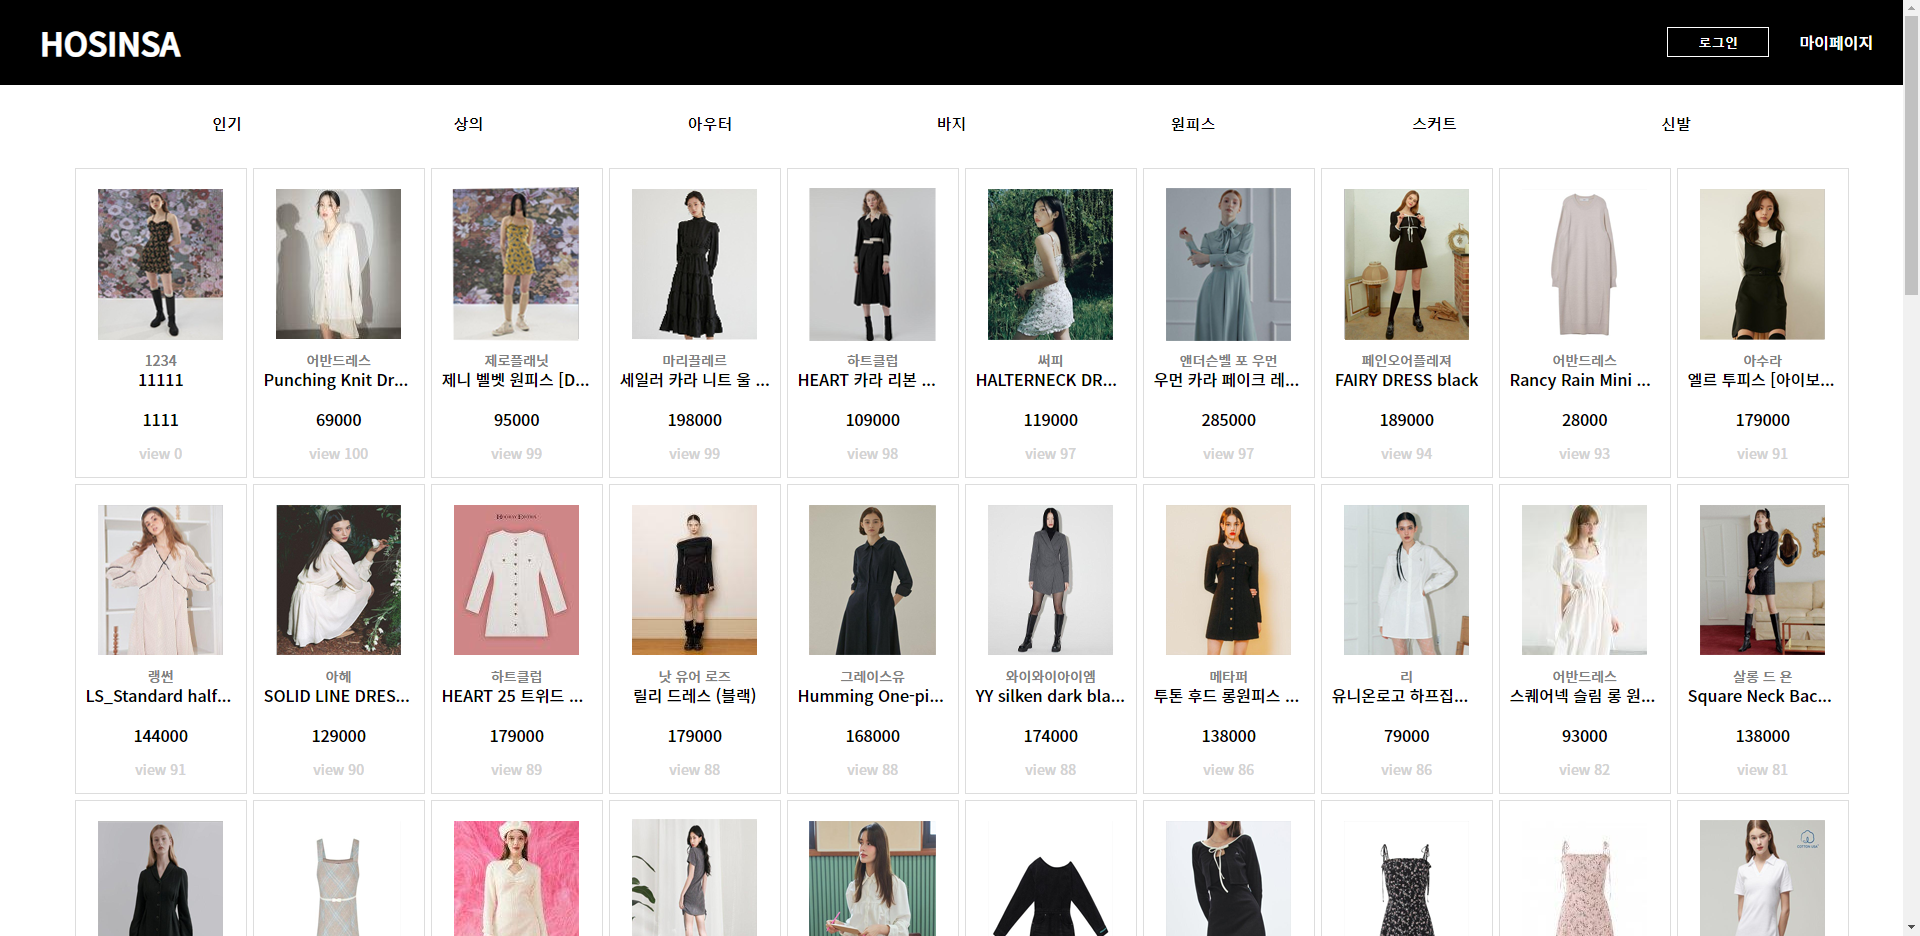 HOSINSA
로그인
마이페이지
인기
상의
아우터
바지
원피스
스커트
신발
1234
11111
1111
view 0
어반드레스
Punching Knit Dr...
69000
view 100
제로플래닛
제니 벨벳 원피스 [D...
95000
view 99
마리끌레르
세일러 카라 니트 울 ...
198000
view 99
하트클럽
HEART 카라 리본 ...
109000
view 98
써피
HALTERNECK DR...
119000
view 97
앤더슨벨 포 우먼
우먼 카라 페이크 레...
285000
view 97
페인오어플레져
FAIRY DRESS black
189000
view 94
어반드레스
Rancy Rain Mini ...
28000
view 93
아수라
엘르 투피스 [아이보...
179000
view 91
랭썬
LS_Standard half...
144000
view 91
아헤
SOLID LINE DRES...
129000
view 90
HOLIDAY EDITION
하트클럽
HEART 25 트위드 ...
179000
view 89
낫 유어 로즈
릴리 드레스 (블랙)
179000
view 88
그레이스유
Humming One-pi...
168000
view 88
와이와이아이엠
YY silken dark bla...
174000
view 88
메타퍼
투톤 후드 롱원피스 ...
138000
view 86
리
유니온로고 하프집...
79000
view 86
어반드레스
스퀘어넥 슬림 롱 원...
93000
view 82
살롱 드 욘
Square Neck Bac...
138000
view 81
COTTON USA